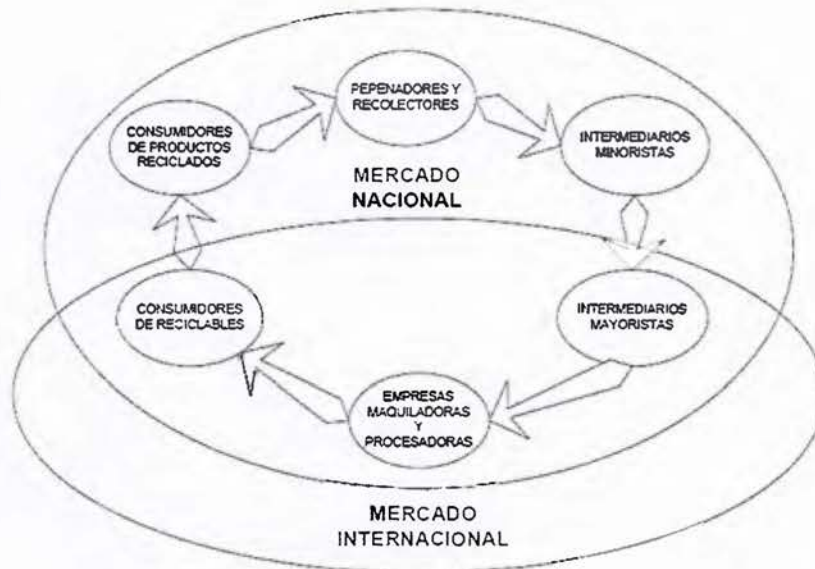 PEPENADORES Y
RECOLECTORES
CONSUMIDORES
DE PRODUCTOS
RECICLADOS
INTERMEDIARIOS
MINORISTAS
MERCADO
NACIONAL
CONSUMIDORES
DE RECICLABLES
INTERMEDIARIOS
MAYORISTAS
EMPRESAS
MAQUILADORAS
Y
PROCESADORAS
MERCADO
INTERNACIONAL